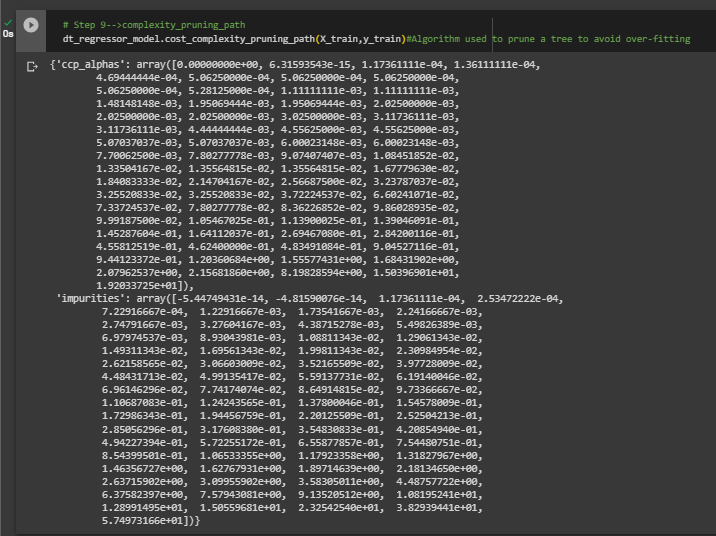 # Step 9-->complexity_pruning_path
dt_regressor_model.cost_complexity_pruning_path(X_train,y_train)#Algorithm used to prune a tree to avoid over-fitting
0s
{'ccp_alphas': array([0.00000000e+00, 6.31593543e-15, 1.17361111e-04, 1.36111111e-04,
4.69444444e-04, 5.06250000e-04, 5.06250000e-04, 5.06250000e-04,
5.06250000e-04, 5.28125000e-04, 1.11111111e-03, 1.11111111e-03,
1.48148148e-03, 1.95069444e-03, 1.95069444e-03, 2.02500000e-03,
2.02500000e-03, 2.02500000e-03, 3.02500000e-03, 3.11736111e-03,
3.11736111e-03, 4.44444444e-03, 4.55625000e-03, 4.55625000e-03,
5.07037037e-03, 5.07037037e-03, 6.00023148e-03, 6.00023148e-03,
7.70062500e-03, 7.80277778e-03, 9.07407407e-03, 1.08451852e-02,
1.33504167e-02, 1.35564815e-02, 1.35564815e-02, 1.67779630e-02,
1.84083333e-02, 2.14704167e-02, 2.56687500e-02, 3.23787037e-02,
3.25520833e-02, 3.25520833e-02, 3.72224537e-02, 6.60241071e-02,
7.33724537e-02, 7.80277778e-02, 8.36226852e-02, 9.86028935e-02,
9.99187500e-02, 1.05467025e-01, 1.13900025e-01, 1.39046091e-01,
1.45287604e-01, 1.64112037e-01, 2.69467080e-01, 2.84200116e-01,
4.55812519e-01, 4.62400000e-01, 4.83491084e-01, 9.04527116e-01,
9.44123372e-01, 1.20360684e+00, 1.55577431e+00, 1.68431902e+00,
2.07962537e+00, 2.15681860e+00, 8.19828594e+00, 1.50396901e+01,
1.92033725e+01]),
'impurities': array([-5.44749431e-14, -4.81590076e-14, 1.17361111e-04, 2.53472222e-04,
7.22916667e-04, 1.22916667e-03, 1.73541667e-03, 2.24166667e-03,
2.74791667e-03, 3.27604167e-03, 4.38715278e-03, 5.49826389e-03,
6.97974537e-03, 8.93043981e-03, 1.08811343e-02, 1.29061343e-02,
1.49311343e-02, 1.69561343e-02, 1.99811343e-02, 2.30984954e-02,
2.62158565e-02, 3.06603009e-02, 3.52165509e-02, 3.97728009e-02,
4.48431713e-02, 4.99135417e-02, 5.59137731e-02, 6.19140046e-02,
6.96146296e-02, 7.74174074e-02, 8.64914815e-02, 9.73366667e-02,
1.10687083e-01, 1.24243565e-01, 1.37800046e-01, 1.54578009e-01,
1.72986343e-01, 1.94456759e-01, 2.20125509e-01, 2.52504213e-01,
2.85056296e-01, 3.17608380e-01, 3.54830833e-01, 4.20854940e-01,
4.94227394e-01, 5.72255172e-01, 6.55877857e-01, 7.54480751e-01,
8.54399501e-01, 1.06533355e+00, 1.17923358e+00, 1.31827967e+00,
1.46356727e+00, 1.62767931e+00, 1.89714639e+00, 2.18134650e+00,
2.63715902e+00, 3.09955902e+00, 3.58305011e+00, 4.48757722e+00,
6.37582397e+00, 7.57943081e+00, 9.13520512e+00, 1.08195241e+01,
1.28991495e+01, 1.50559681e+01, 2.32542540e+01, 3.82939441e+01,
5.74973166e+01])}